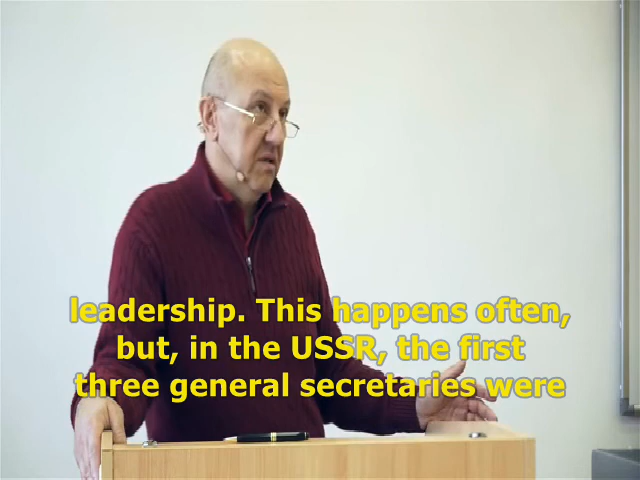 leadership. This happens often,
but, in the USSR, the first
three general secretaries were